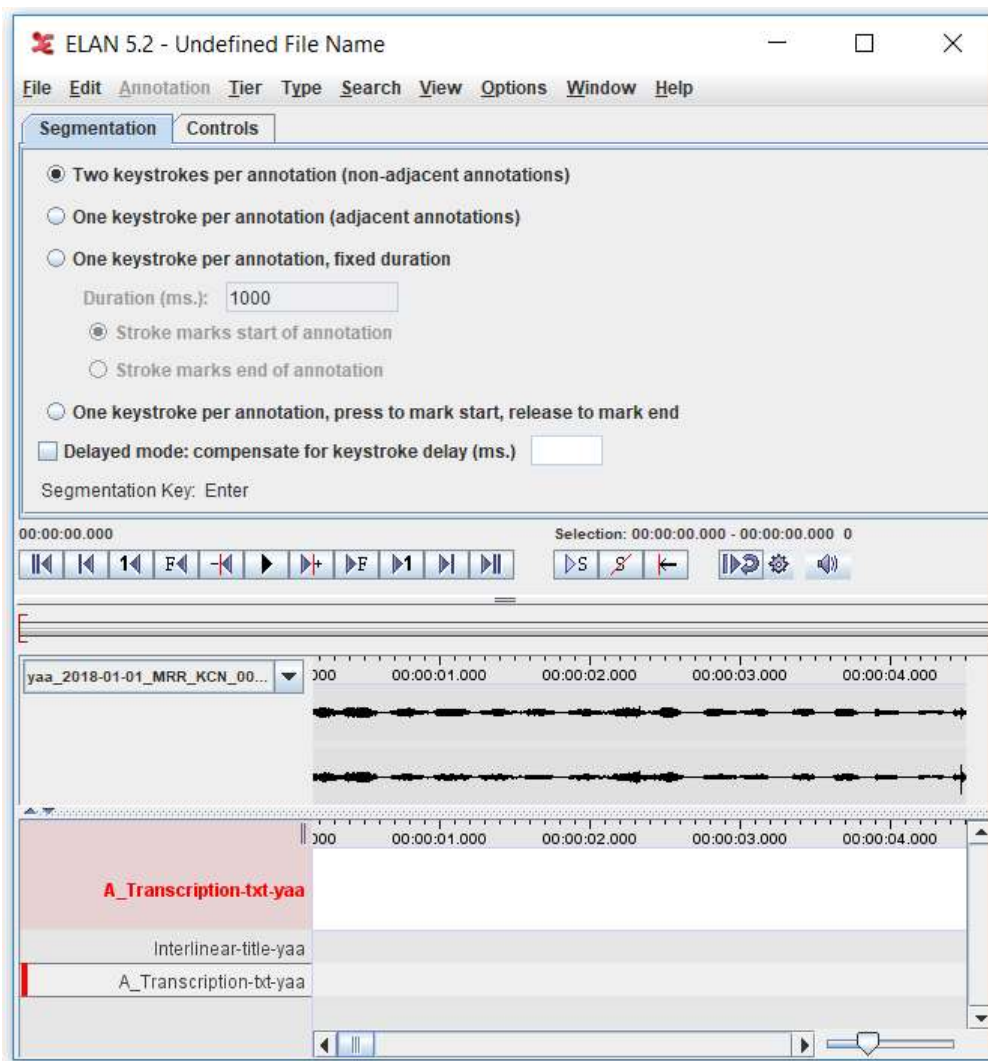 ELAN 5.2 - Undefined File Name
File Edit Annotation Tier Type Search View Options Window Help
Segmentation Controls
Two keystrokes per annotation (non-adjacent annotations)
One keystroke per annotation (adjacent annotations)
One keystroke per annotation, fixed duration
Duration (ms.): 1000
Stroke marks start of annotation
Stroke marks end of annotation
One keystroke per annotation, press to mark start, release to mark end
Delayed mode: compensate for keystroke delay (ms.)
Segmentation Key: Enter
00:00:00.000 Selection: 00:00:00.000 - 00:00:00.000 0
1 F F 1 S S
yaa_2018-01-01_MRR_KCN_00... 000 00:00:01.000 00:00:02.000 00:00:03.000 00:00:04.000
000 00:00:01.000 00:00:02.000 00:00:03.000 00:00:04.000
A_Transcription-txt-yaa
Interlinear-title-yaa
A_Transcription-txt-yaa